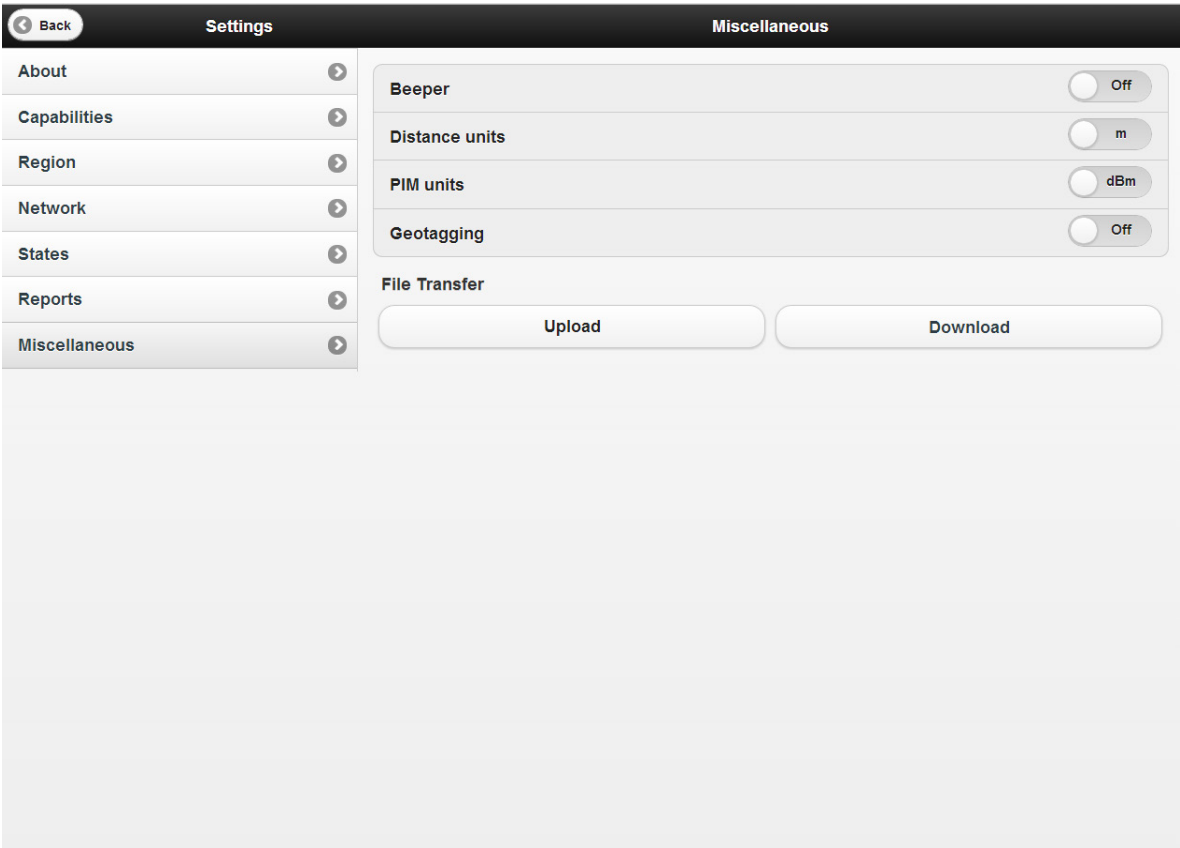 Back
Settings
Miscellaneous
About
Capabilities
Region
Network
States
Reports
Miscellaneous
Beeper Off
Distance units m
PIM units dBm
Geotagging Off
File Transfer
Upload Download